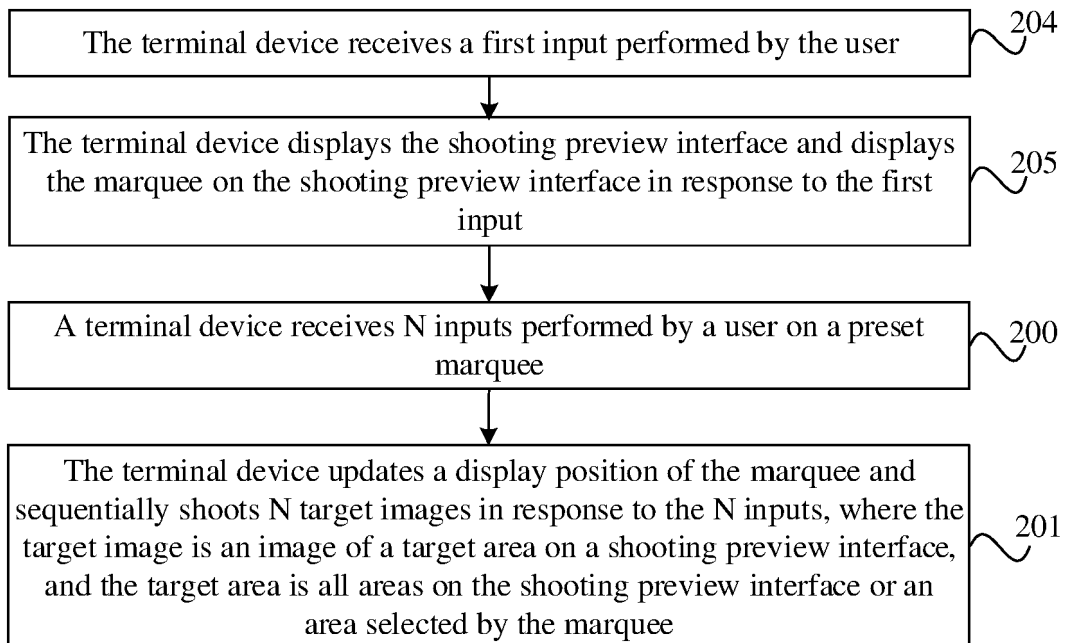 The terminal device receives a first input performed by the user
204
The terminal device displays the shooting preview interface and displays
the marquee on the shooting preview interface in response to the first
input
205
A terminal device receives N inputs performed by a user on a preset
marquee
200
The terminal device updates a display position of the marquee and
sequentially shoots N target images in response to the N inputs, where the
target image is an image of a target area on a shooting preview interface,
and the target area is all areas on the shooting preview interface or an
area selected by the marquee
201